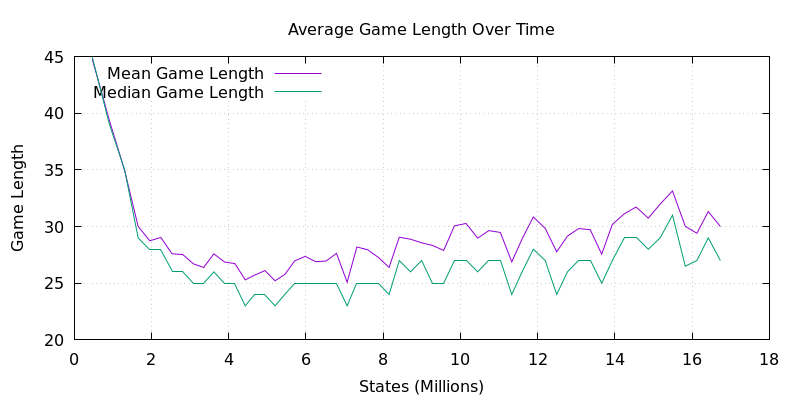 Average Game Length Over Time
Mean Game Length
Median Game Length
Game Length
45
40
35
30
25
20
0 2 4 6 8 10 12 14 16 18
States (Millions)